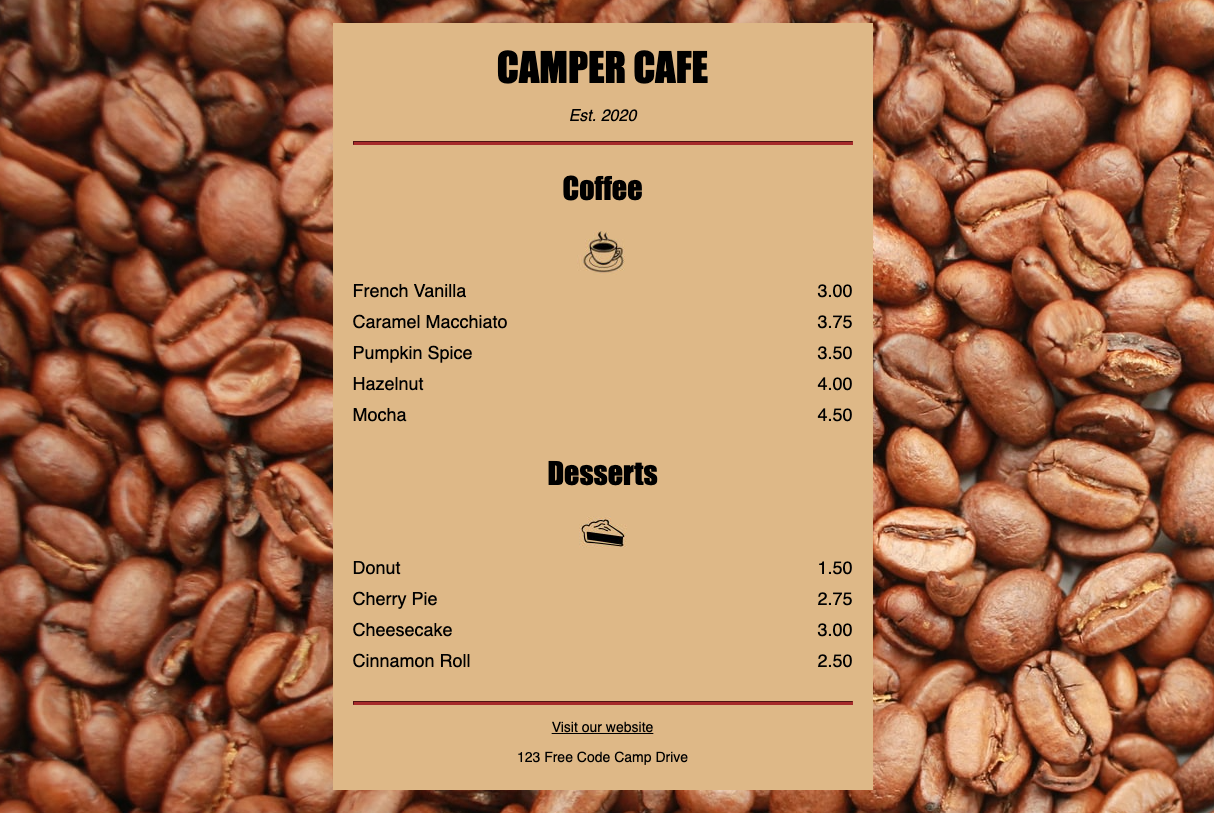 CAMPER CAFE
Est. 2020
Coffee
French Vanilla 3.00
Caramel Macchiato 3.75
Pumpkin Spice 3.50
Hazelnut 4.00
Mocha 4.50
Desserts
Donut 1.50
Cherry Pie 2.75
Cheesecake 3.00
Cinnamon Roll 2.50
Visit our website
123 Free Code Camp Drive